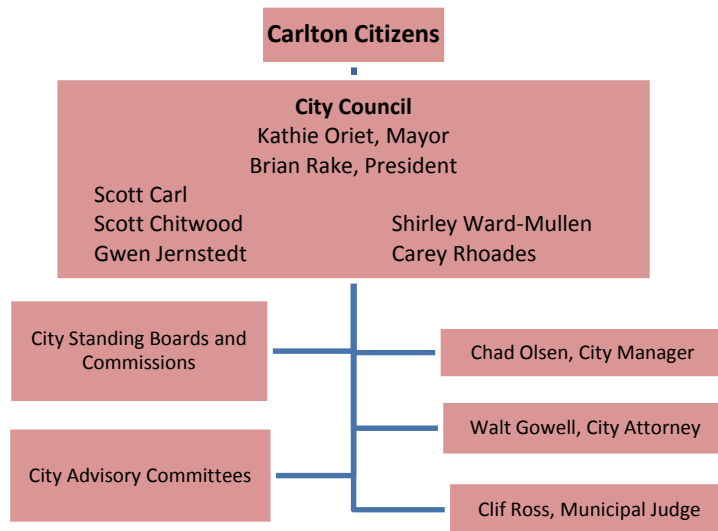 Carlton Citizens
City Council
Kathie Oriet, Mayor
Brian Rake, President
Scott Carl
Scott Chitwood
Gwen Jernstedt
Shirley Ward-Mullen
Carey Rhoades
City Standing Boards and
Commissions
City Advisory Committees
Chad Olsen, City Manager
Walt Gowell, City Attorney
Clif Ross, Municipal Judge